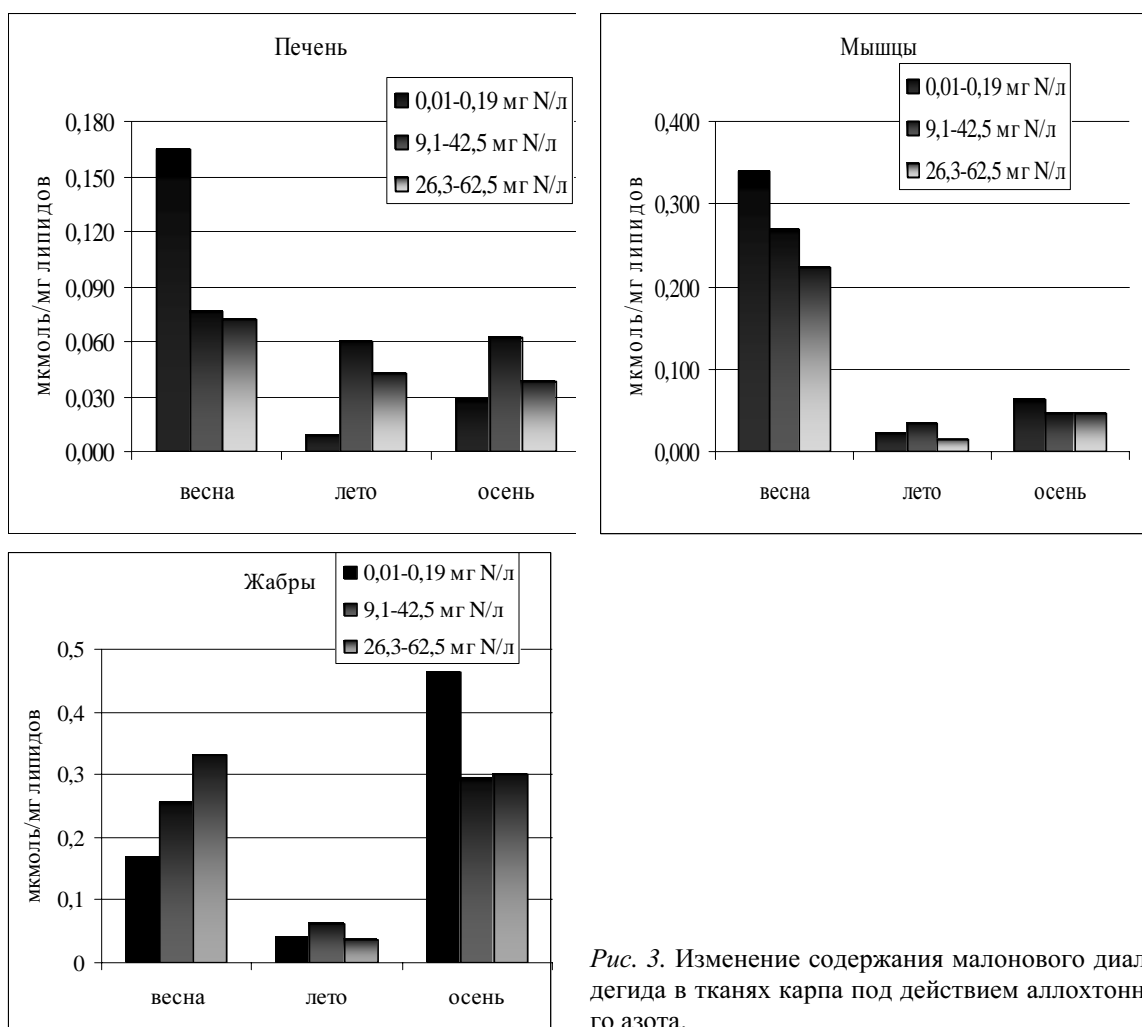 Печень
0,01-0,19 мг N/л
9,1-42,5 мг N/л
26,3-62,5 мг N/л
мкмоль/мг липидов
0,180
0,150
0,120
0,090
0,060
0,030
0,000
весна лето осень
Мышцы
0,01-0,19 мг N/л
9,1-42,5 мг N/л
26,3-62,5 мг N/л
мкмоль/мг липидов
0,400
0,300
0,200
0,100
0,000
весна лето осень
Жабры
0,01-0,19 мг N/л
9,1-42,5 мг N/л
26,3-62,5 мг N/л
мкмоль/мг липидов
0,5
0,4
0,3
0,2
0,1
0
весна лето осень
Рис. 3. Изменение содержания малонового диал
дегида в тканях карпа под действием аллохтонн
го азота.